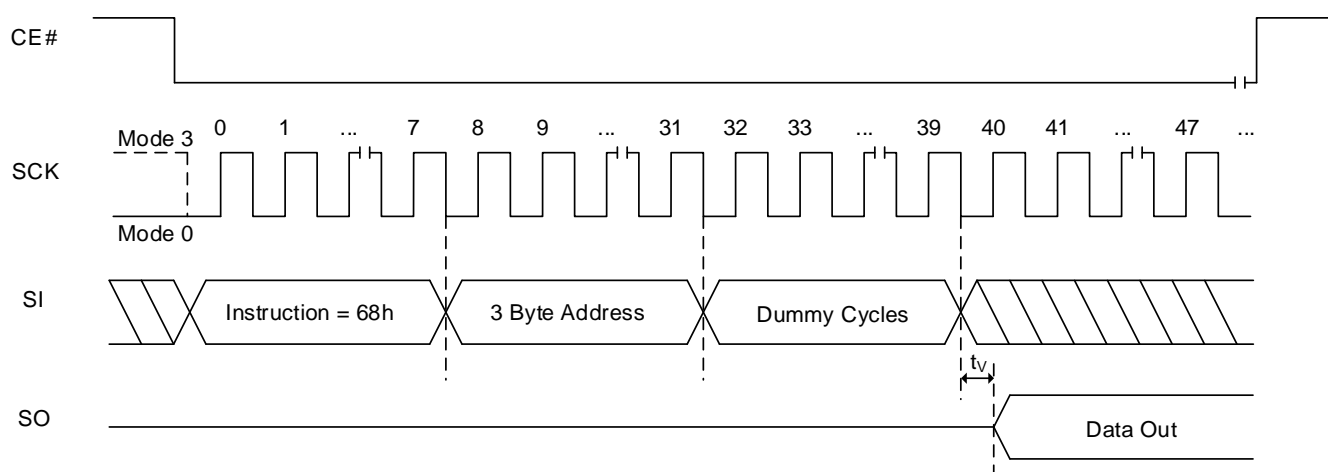 CE#
Mode 3
0 1 ... 7 8 9 ... 31 32 33 ... 39 40 41 ... 47 ...
SCK
Mode 0
SI
Instruction = 68h
3 Byte Address
Dummy Cycles
tV
SO
Data Out